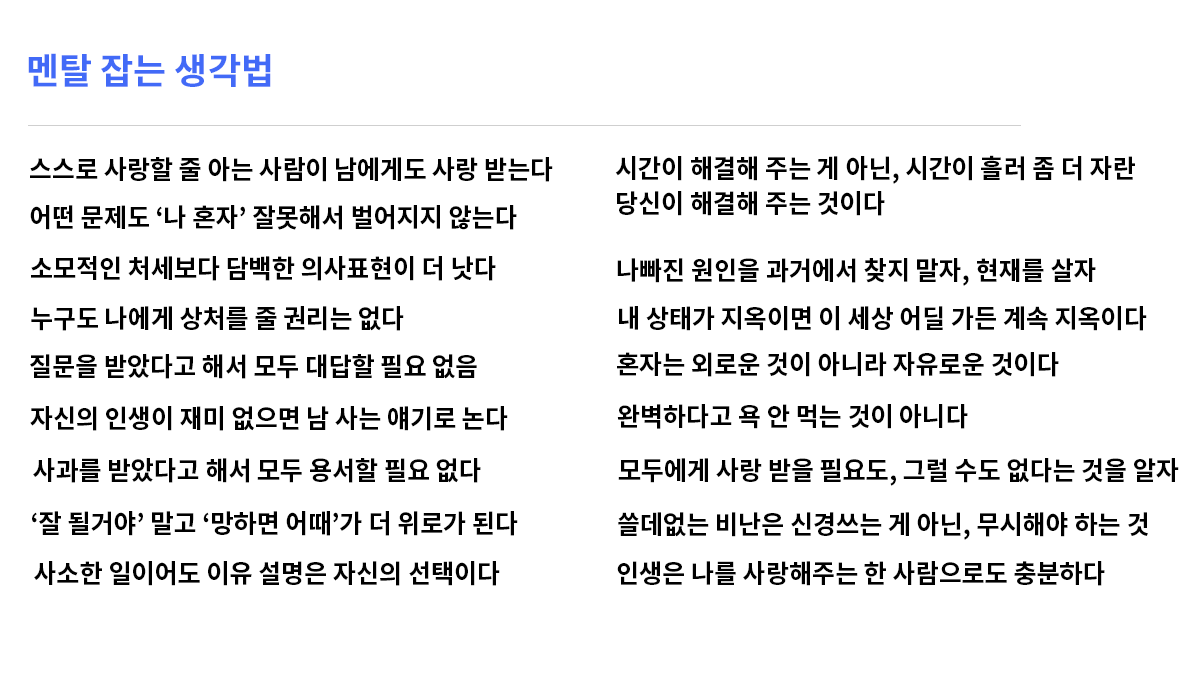 멘탈 잡는 생각법
스스로 사랑할 줄 아는 사람이 남에게도 사랑 받는다
어떤 문제도 ‘나 혼자’ 잘못해서 벌어지지 않는다
소모적인 처세보다 담백한 의사표현이 더 낫다
누구도 나에게 상처를 줄 권리는 없다
질문을 받았다고 해서 모두 대답할 필요 없음
자신의 인생이 재미 없으면 남 사는 얘기로 논다
사과를 받았다고 해서 모두 용서할 필요 없다
‘잘 될거야’ 말고 ‘망하면 어때’가 더 위로가 된다
사소한 일이어도 이유 설명은 자신의 선택이다
시간이 해결해 주는 게 아닌, 시간이 흘러 좀 더 자란
당신이 해결해 주는 것이다
나빠진 원인을 과거에서 찾지 말자, 현재를 살자
내 상태가 지옥이면 이 세상 어딜 가든 계속 지옥이다
혼자는 외로운 것이 아니라 자유로운 것이다
완벽하다고 욕 안 먹는 것이 아니다
모두에게 사랑 받을 필요도, 그럴 수도 없다는 것을 알자
쓸데없는 비난은 신경쓰는 게 아닌, 무시해야 하는 것
인생은 나를 사랑해주는 한 사람으로도 충분하다